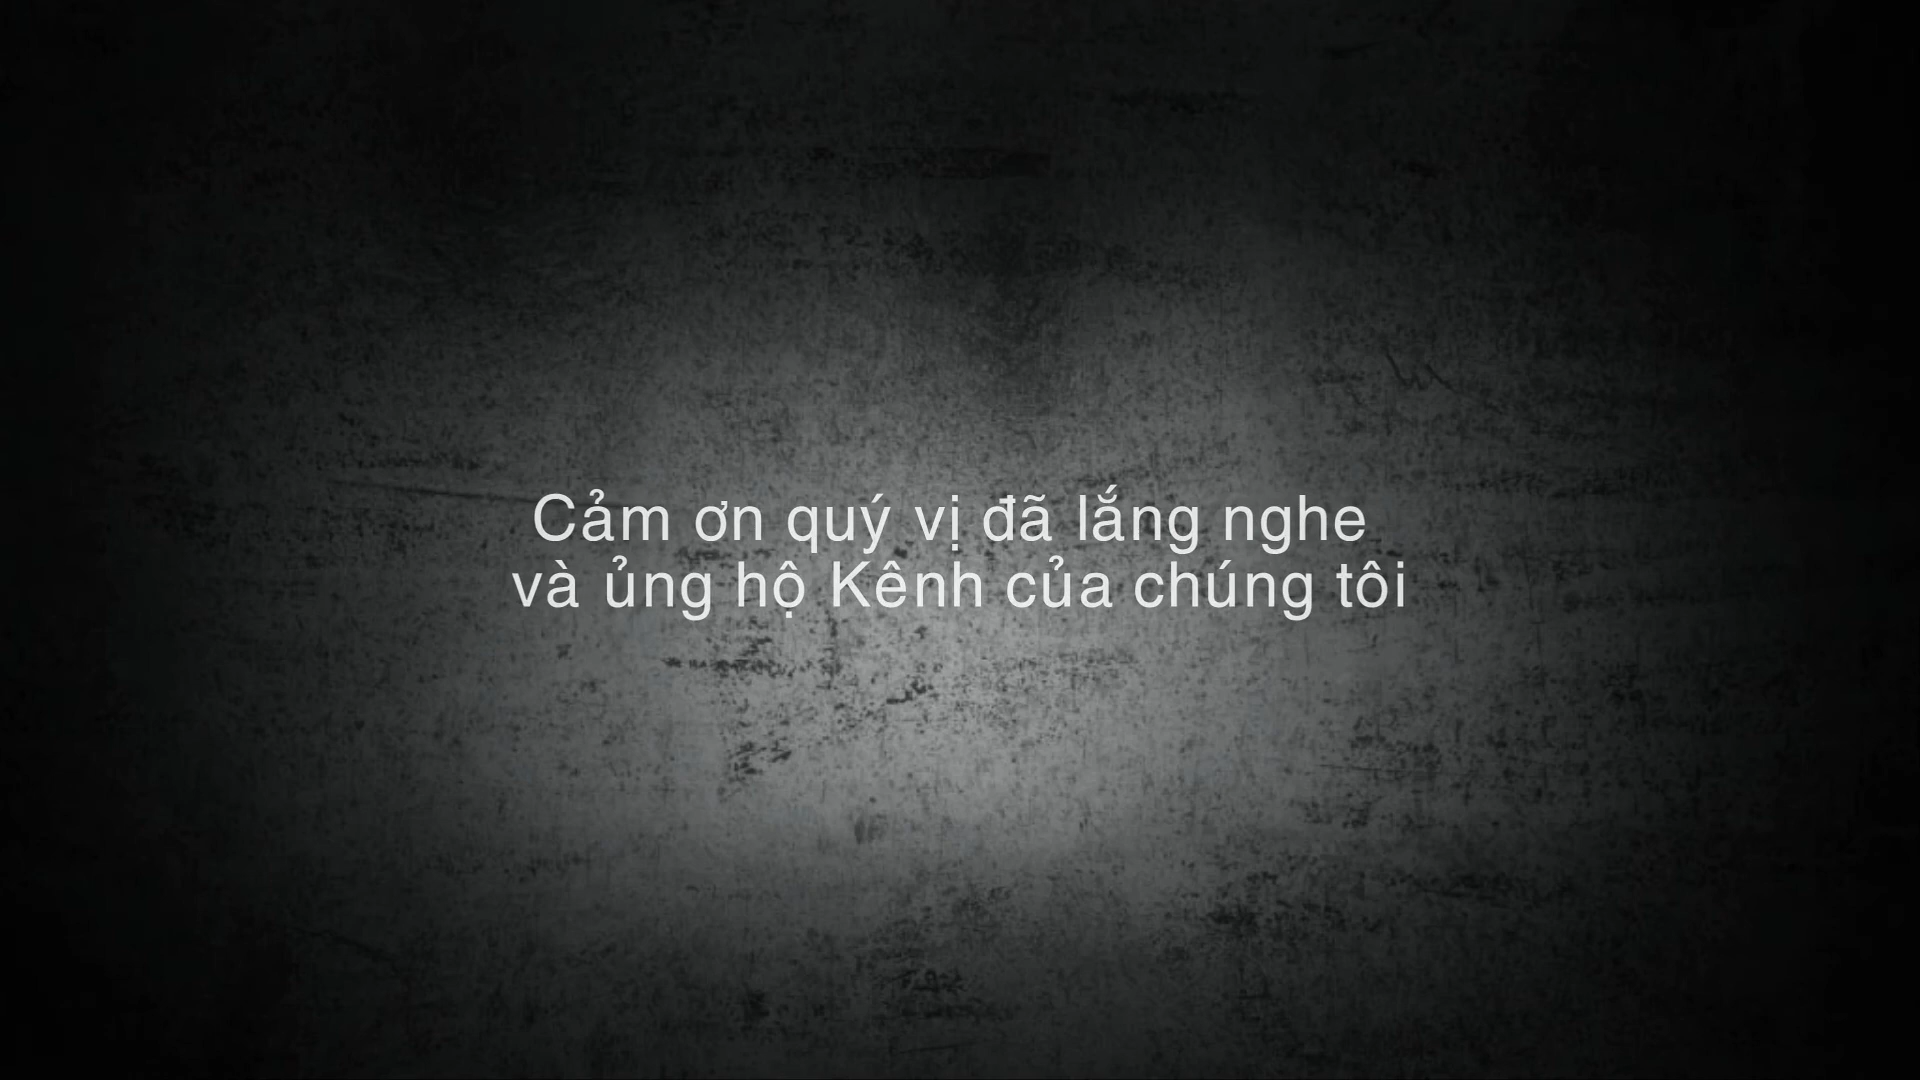 Cảm ơn quý vị đã lắng nghe
và ủng hộ Kênh của chúng tôi